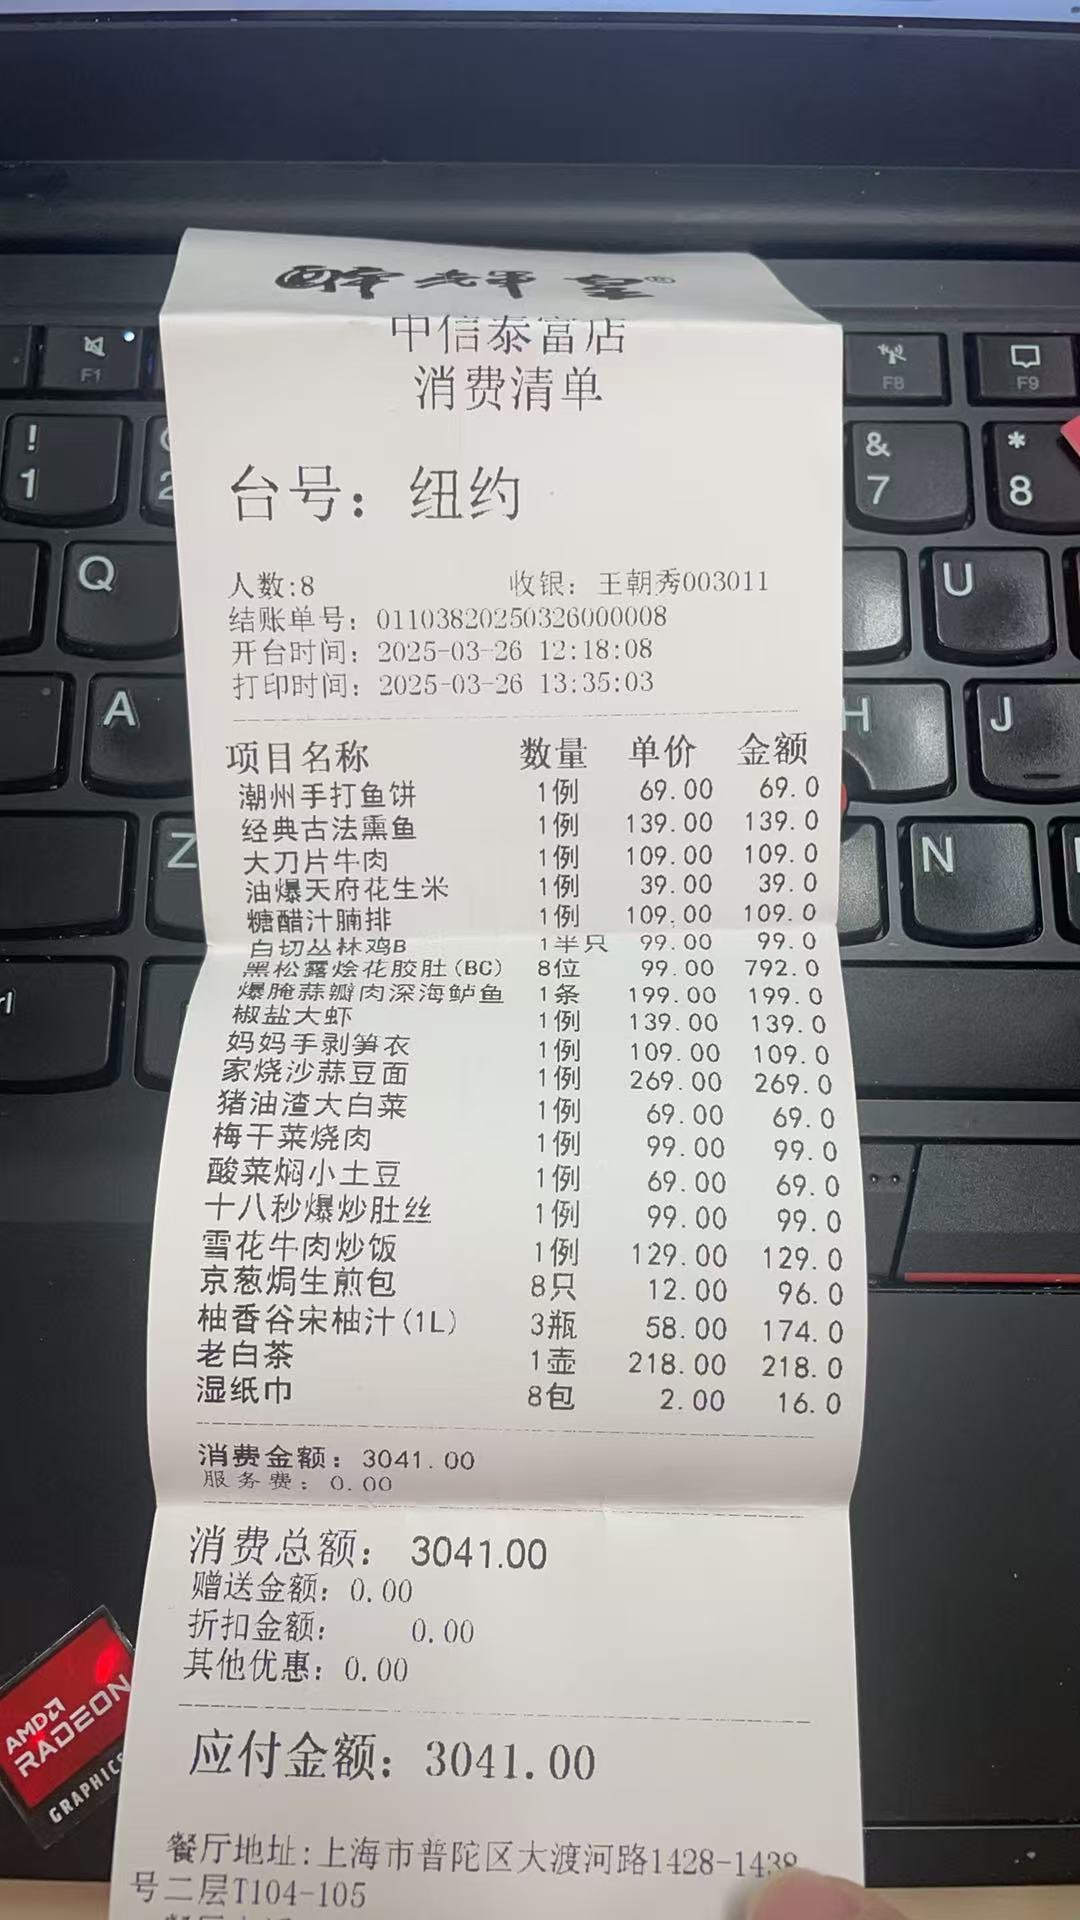 醉辉皇®
中信泰富店
消费清单
台号：纽约
人数:8 收银：王朝秀003011
结账单号：01103820250326000008
开台时间：2025-03-26 12:18:08
打印时间：2025-03-26 13:35:03
项目名称 数量 单价 金额
潮州手打鱼饼 1例 69.00 69.0
经典古法熏鱼 1例 139.00 139.0
大刀片牛肉 1例 109.00 109.0
油爆天府花生米 1例 39.00 39.0
糖醋汁腩排 1例 109.00 109.0
白切丛林鸡B 1半只 99.00 99.0
黑松露烩花胶肚(BC) 8位 99.00 792.0
爆腌蒜瓣肉深海鲈鱼 1条 199.00 199.0
椒盐大虾 1例 139.00 139.0
妈妈手剥笋衣 1例 109.00 109.0
家烧沙蒜豆面 1例 269.00 269.0
猪油渣大白菜 1例 69.00 69.0
梅干菜烧肉 1例 99.00 99.0
酸菜焖小土豆 1例 69.00 69.0
十八秒爆炒肚丝 1例 99.00 99.0
雪花牛肉炒饭 1例 129.00 129.0
京葱焗生煎包 8只 12.00 96.0
柚香谷宋柚汁(1L) 3瓶 58.00 174.0
老白茶 1壶 218.00 218.0
湿纸巾 8包 2.00 16.0
消费金额：3041.00
服务费：0.00
消费总额：3041.00
赠送金额：0.00
折扣金额：0.00
其他优惠：0.00
应付金额：3041.00
餐厅地址:上海市普陀区大渡河路1428-1438
号二层T104-105
F1
F8
F9
!
1
2
&
7
*
8
Q
U
A
H
J
Z
N
AMD
RADEON
GRAPHICS